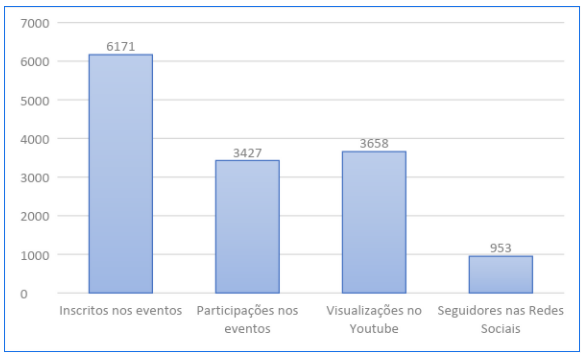 7000
6171
6000
5000
4000
3658
3427
3000
2000
1000
953
0
Inscritos nos eventos
Participações nos
eventos
Visualizações no
Youtube
Seguidores nas Redes
Sociais